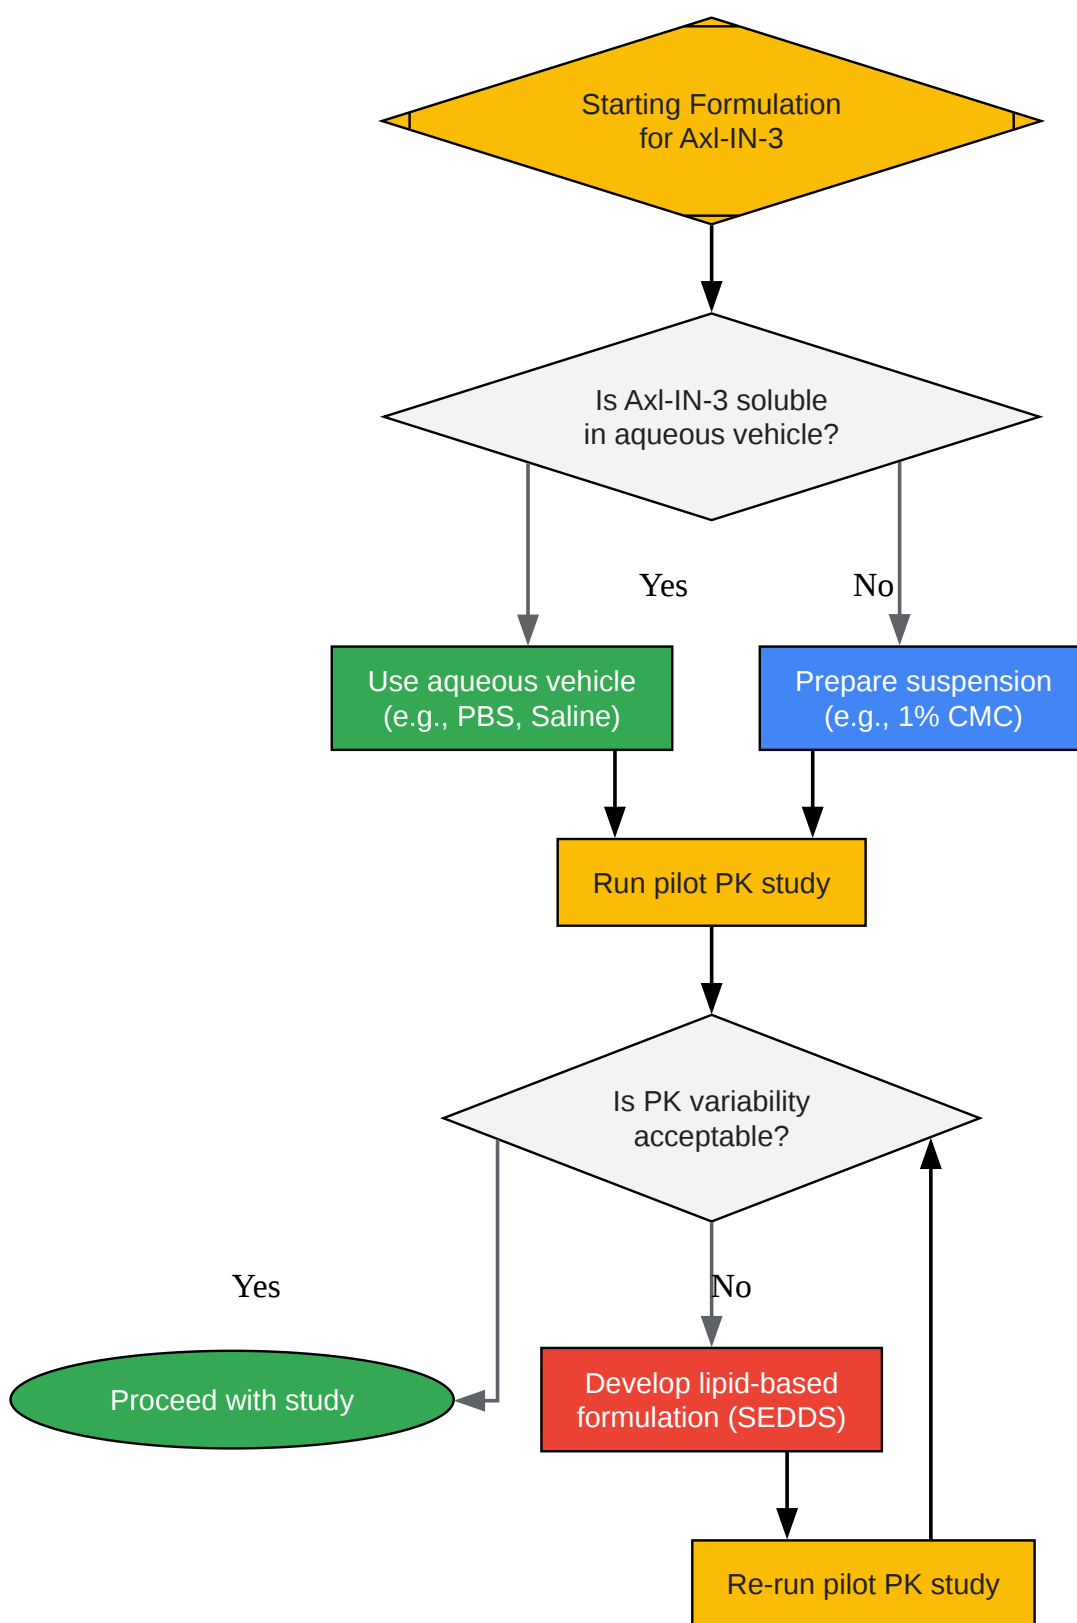 Starting Formulation
for Axl-IN-3
Is Axl-IN-3 soluble
in aqueous vehicle?
Yes
No
Use aqueous vehicle
(e.g., PBS, Saline)
Prepare suspension
(e.g., 1% CMC)
Run pilot PK study
Is PK variability
acceptable?
Yes
No
Proceed with study
Develop lipid-based
formulation (SEDDS)
Re-run pilot PK study